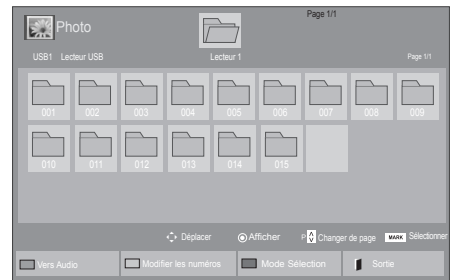 Photo
Page 1/1
USB1 Lecteur USB
Lecteur 1
Page 1/1
001 002 003 004 005 006 007 008 009
010 011 012 013 014 015
Déplacer Afficher P Changer de page MARK Sélectionner
Vers Audio Modifier les numéros Mode Sélection Sortie